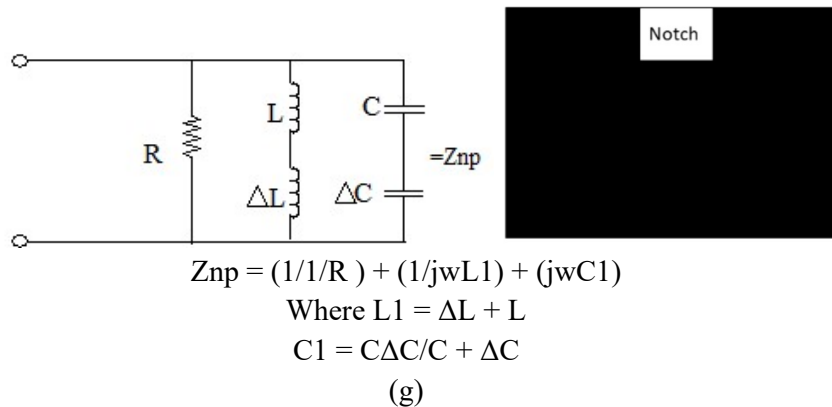 Notch
L
C
R
=Znp
ΔL
ΔC
Znp = (1/1/R ) + (1/jwL1) + (jwC1)
Where L1 = ΔL + L
C1 = CΔC/C + ΔC
(g)